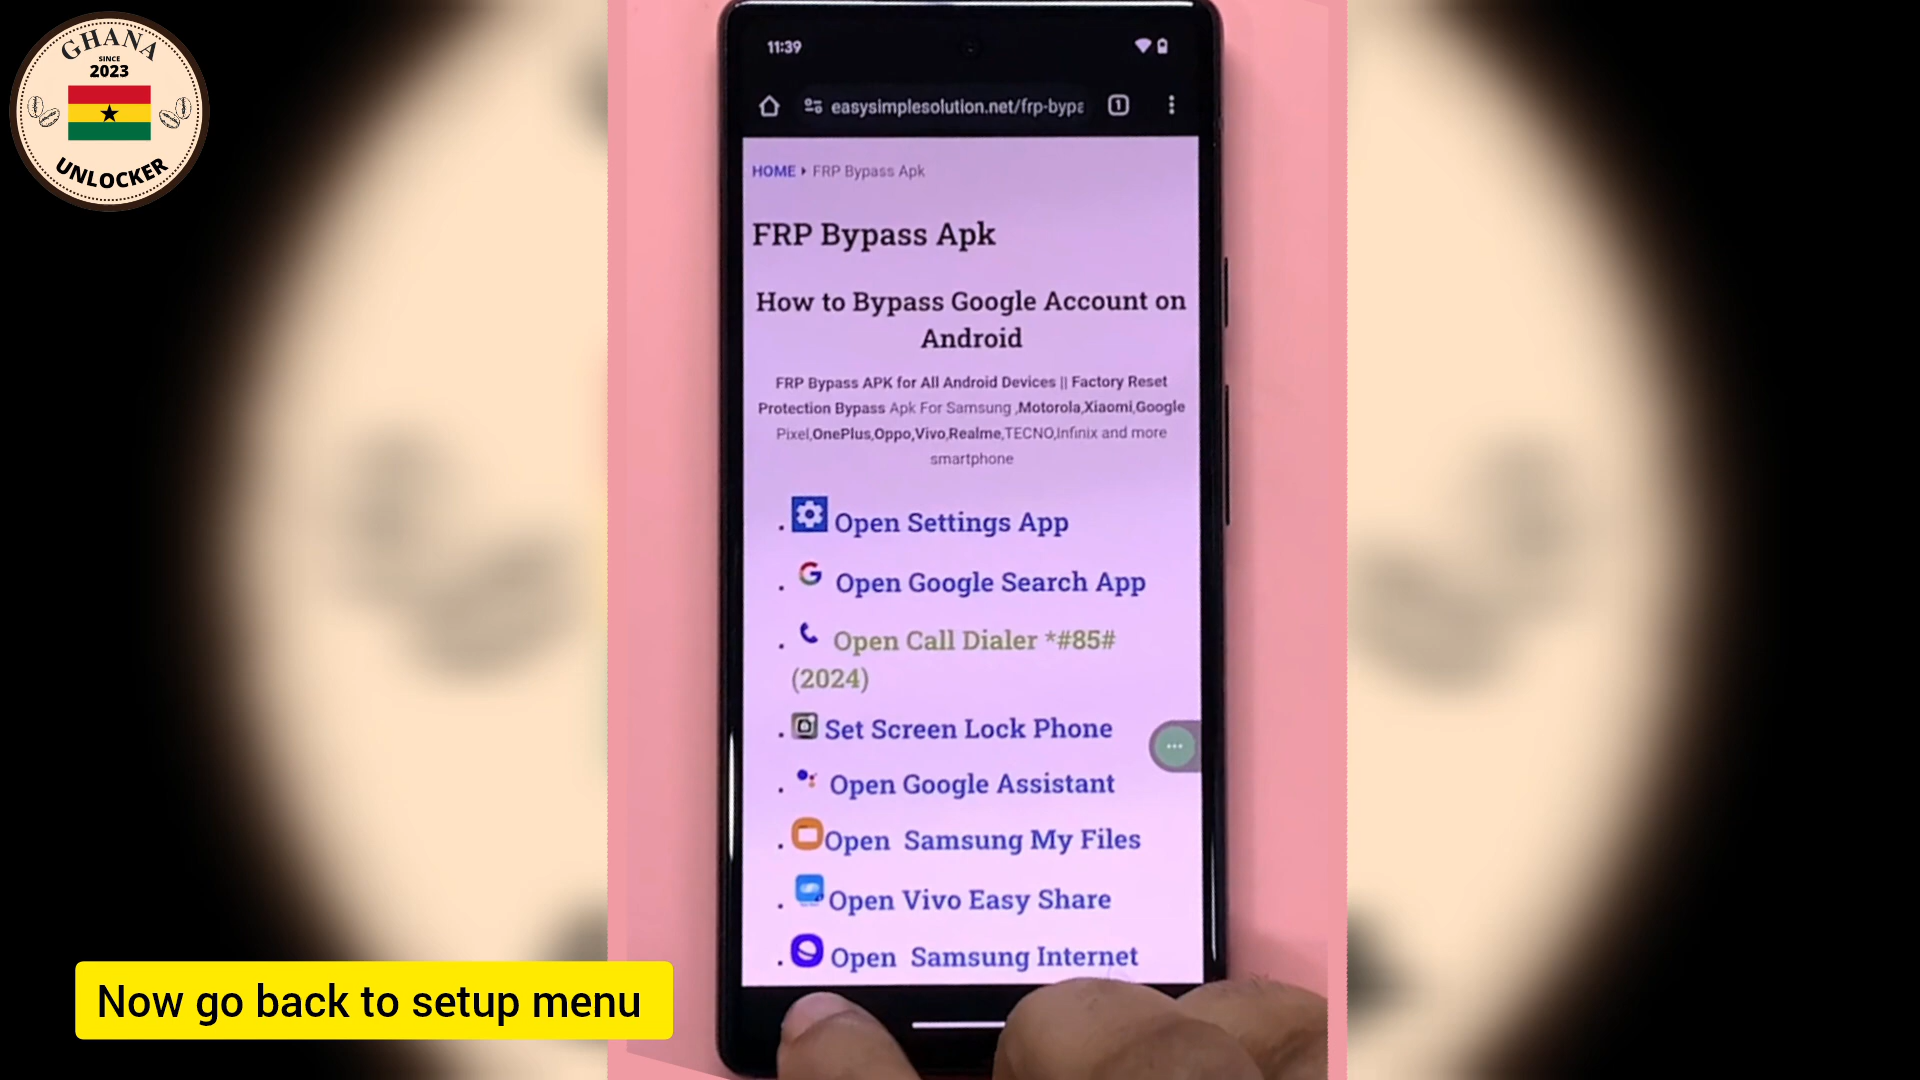 GHANA
SINCE
2023
UNLOCKER
11:39
easysimplesolution.net/frp-bypa
1
HOME ▸ FRP Bypass Apk
FRP Bypass Apk
How to Bypass Google Account on
Android
FRP Bypass APK for All Android Devices || Factory Reset
Protection Bypass Apk For Samsung ,Motorola,Xiaomi,Google
Pixel,OnePlus,Oppo,Vivo,Realme,TECNO,Infinix and more
smartphone
. Open Settings App
. Open Google Search App
. Open Call Dialer *#85#
(2024)
. Set Screen Lock Phone
. Open Google Assistant
. Open Samsung My Files
. Open Vivo Easy Share
. Open Samsung Internet
Now go back to setup menu